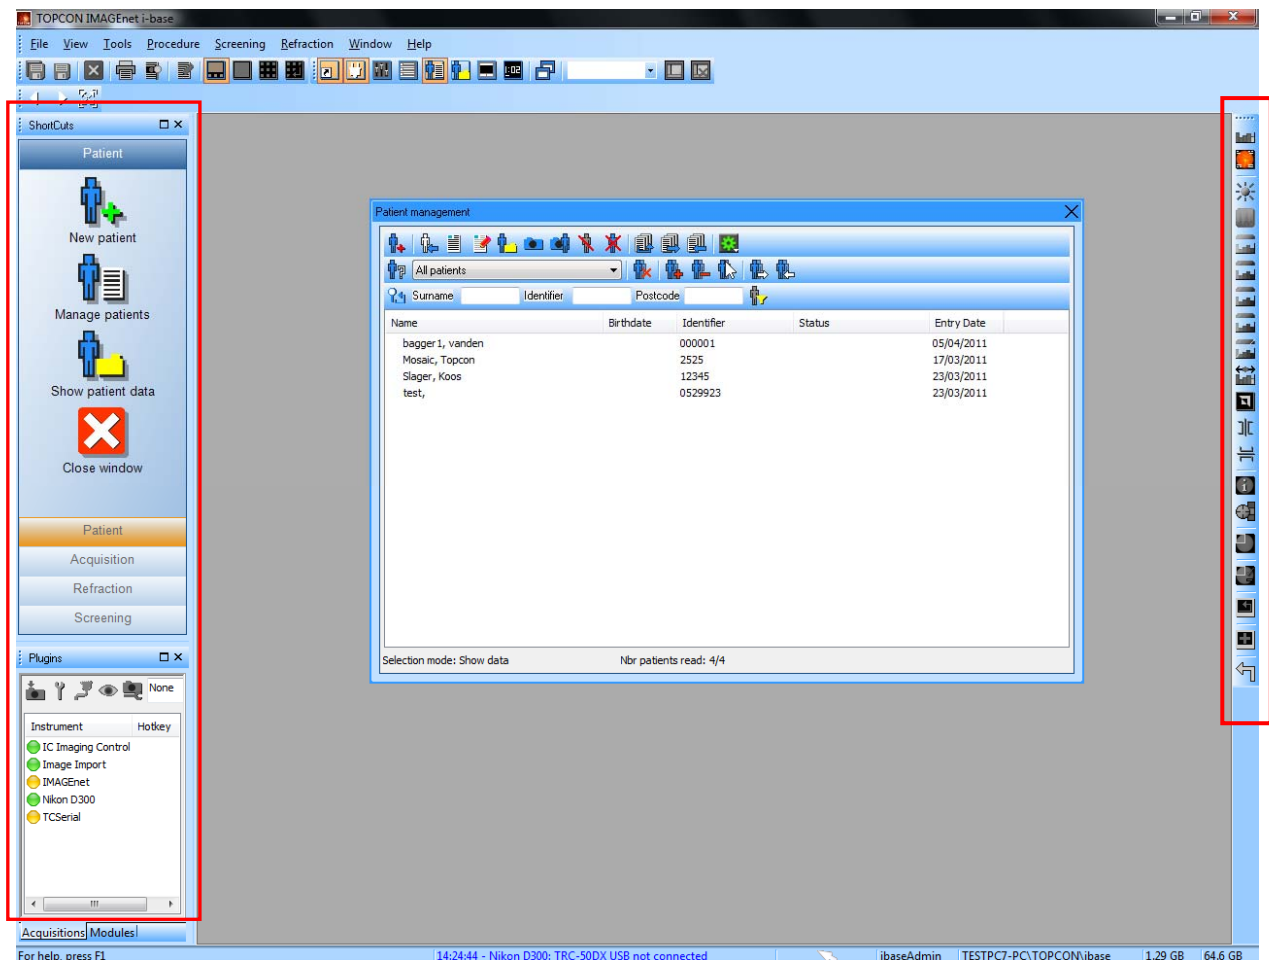 TOPCON IMAGEnet i-base
File View Tools Procedure Screening Refraction Window Help
1:02
ShortCuts
Patient
New patient
Manage patients
Show patient data
Close window
Patient
Acquisition
Refraction
Screening
Plugins
None
Instrument Hotkey
IC Imaging Control
Image Import
IMAGEnet
Nikon D300
TCSerial
Acquisitions Modules
Patient management
All patients
Surname Identifier Postcode
Name Birthdate Identifier Status Entry Date
bagger1, vanden 000001 05/04/2011
Mosaic, Topcon 2525 17/03/2011
Slager, Koos 12345 23/03/2011
test, 0529923 23/03/2011
Selection mode: Show data Nbr patients read: 4/4
For help, press F1 14:24:44 - Nikon D300: TRC-50DX USB not connected ibaseAdmin TESTPC7-PC\TOPCON\ibase 1.29 GB 64.6 GB